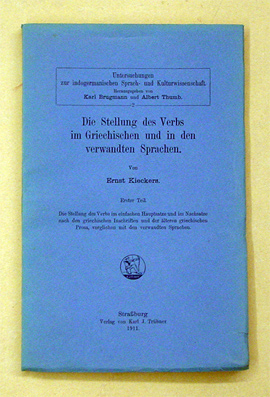 Untersuchungen
zur indogermanischen Sprach- und Kulturwissenschaft.
Herausgegeben von
Karl Brugmann und Albert Thumb.
2
Die Stellung des Verbs
im Griechischen und in den
verwandten Sprachen.
Von
Ernst Kieckers.
Erster Teil
Die Stellung des Verbs im einfachen Hauptsatze und im Nachsatze
nach den griechischen Inschriften und der älteren griechischen
Prosa, verglichen mit den verwandten Sprachen.
Straßburg
Verlag von Karl J. Trübner
1911.